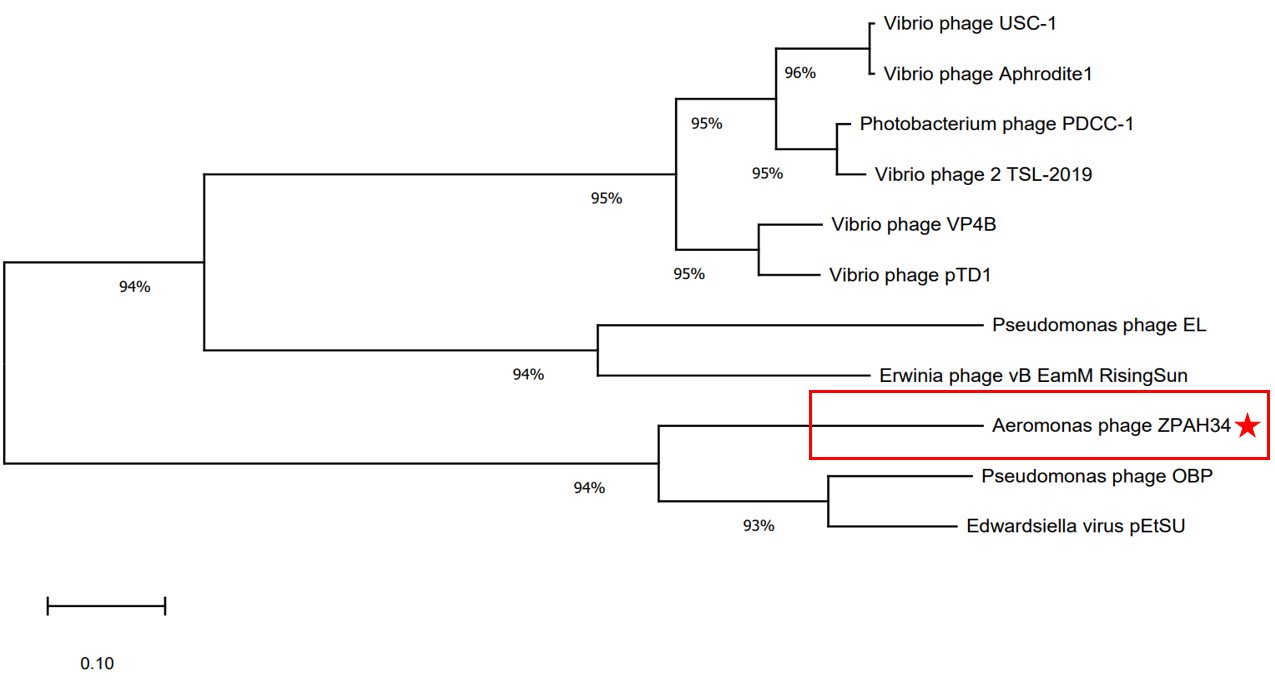 Vibrio phage USC-1
96%
Vibrio phage Aphrodite1
95%
Photobacterium phage PDCC-1
95%
Vibrio phage 2 TSL-2019
95%
Vibrio phage VP4B
95%
Vibrio phage pTD1
94%
Pseudomonas phage EL
94%
Erwinia phage vB EamM RisingSun
Aeromonas phage ZPAH34
94%
Pseudomonas phage OBP
93%
Edwardsiella virus pEtSU
0.10